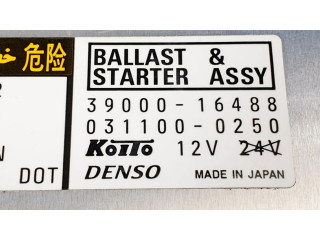 危险
BALLAST &
STARTER ASSY
39000-16488
031100-0250
KOITO 12V 24V
DENSO MADE IN JAPAN
DOT